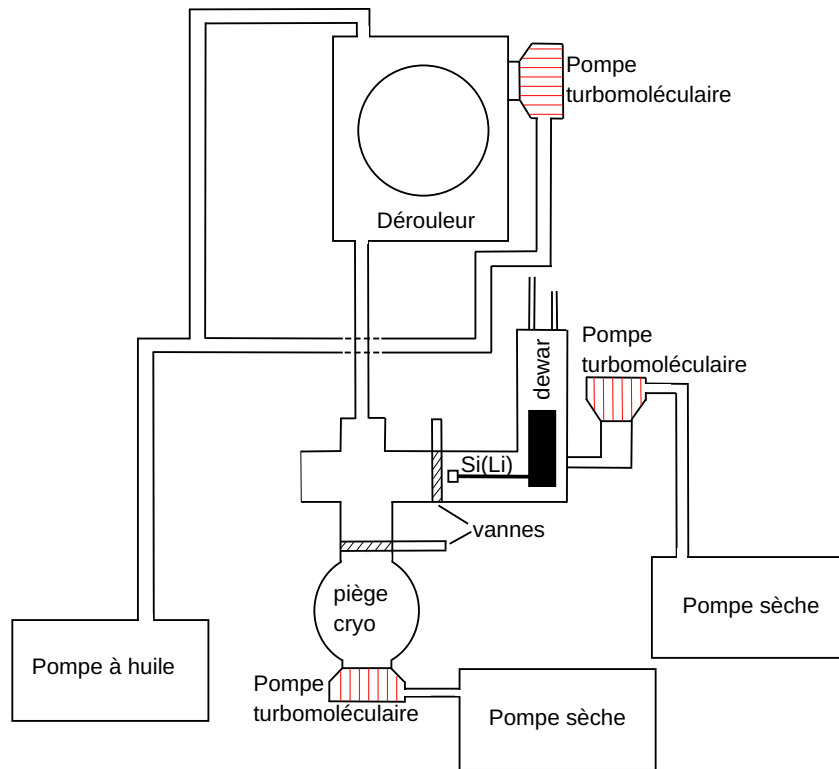 Pompe
turbomoléculaire
Dérouleur
Pompe
turbomoléculaire
dewar
Si(Li)
vannes
piège
cryo
Pompe sèche
Pompe à huile
Pompe
turbomoléculaire
Pompe sèche